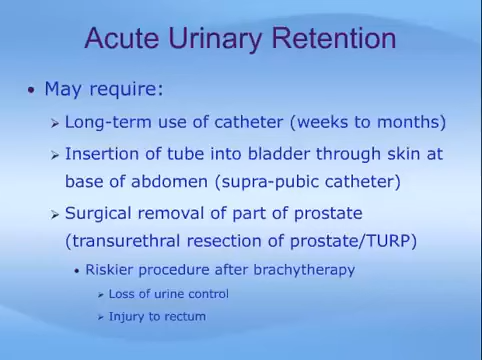 Acute Urinary Retention
• May require:
➢ Long-term use of catheter (weeks to months)
➢ Insertion of tube into bladder through skin at
base of abdomen (supra-pubic catheter)
➢ Surgical removal of part of prostate
(transurethral resection of prostate/TURP)
• Riskier procedure after brachytherapy
➢ Loss of urine control
➢ Injury to rectum